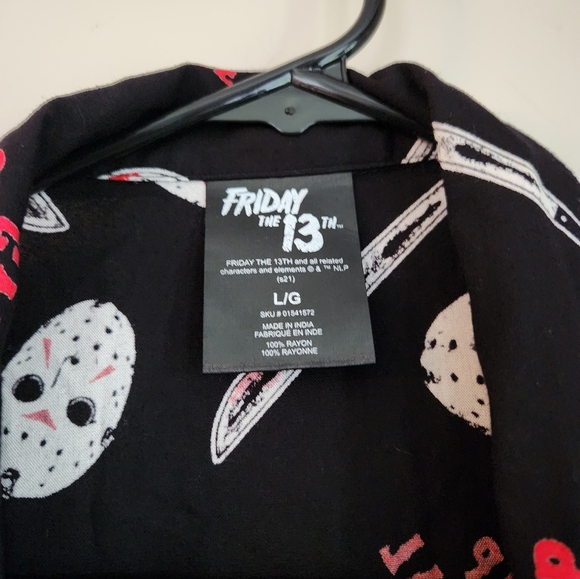 FRIDAY
THE 13TH™
FRIDAY THE 13TH and all related
characters and elements © & ™ NLP
(s21)
L/G
SKU # 01841572
MADE IN INDIA
FABRIQUÉ EN INDE
100% RAYON
100% RAYONNE